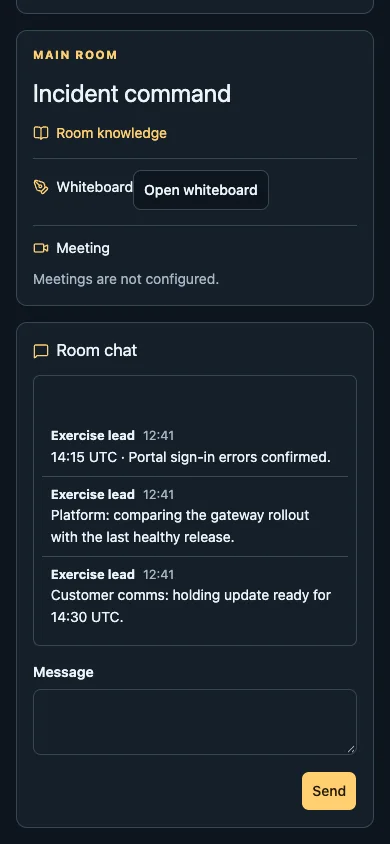 MAIN ROOM
Incident command
Room knowledge
Whiteboard Open whiteboard
Meeting
Meetings are not configured.
Room chat
Exercise lead 12:41
14:15 UTC · Portal sign-in errors confirmed.
Exercise lead 12:41
Platform: comparing the gateway rollout
with the last healthy release.
Exercise lead 12:41
Customer comms: holding update ready for
14:30 UTC.
Message
Send